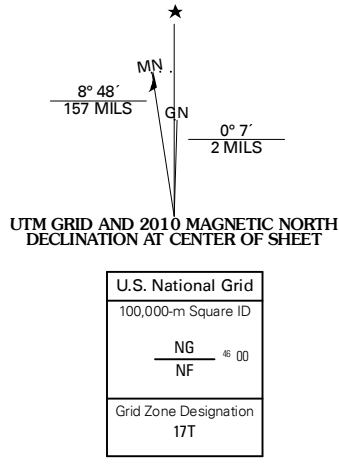 ★
MN
8° 48´
157 MILS
GN
0° 7´
2 MILS
UTM GRID AND 2010 MAGNETIC NORTH
DECLINATION AT CENTER OF SHEET
U.S. National Grid
100,000-m Square ID
NG
46 00
NF
Grid Zone Designation
17T